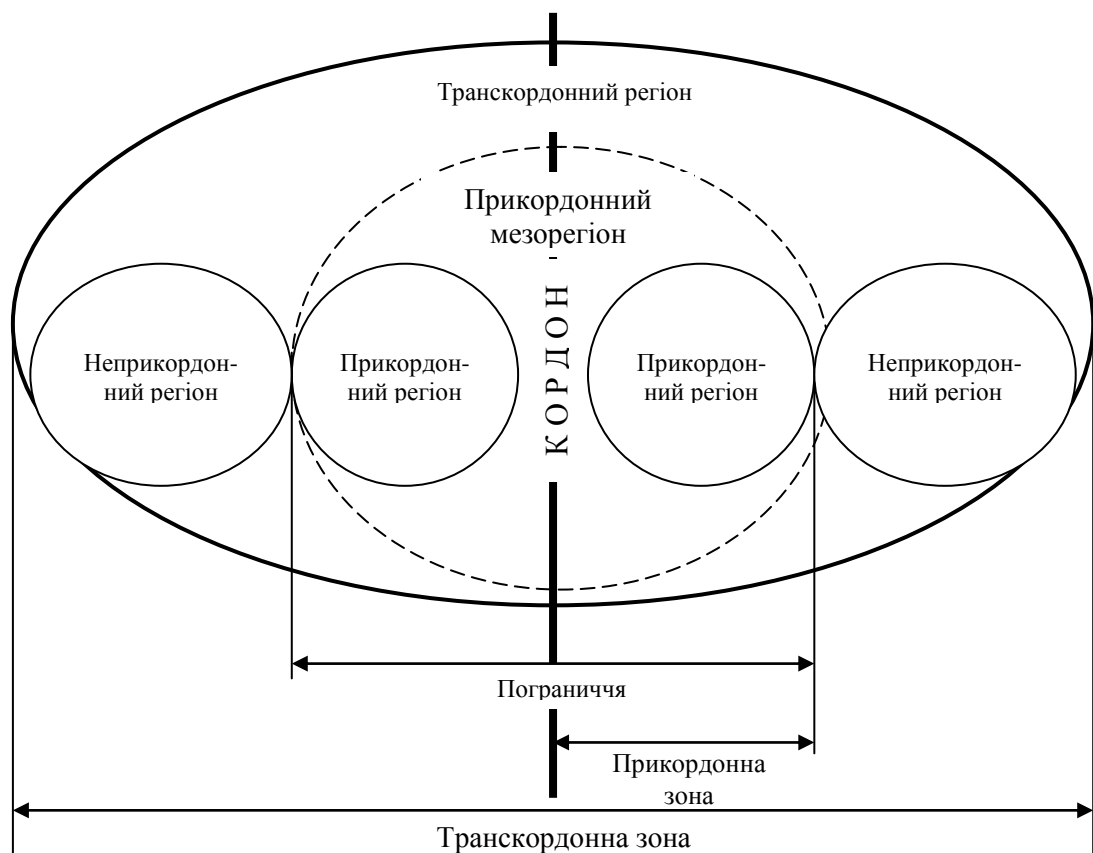 Транскордонний регіон
Прикордонний
мезорегіон
Неприкордон-
ний регіон
Прикордон-
ний регіон
КОРДОН
Прикордон-
ний регіон
Неприкордон-
ний регіон
Пограниччя
Прикордонна
зона
Транскордонна зона